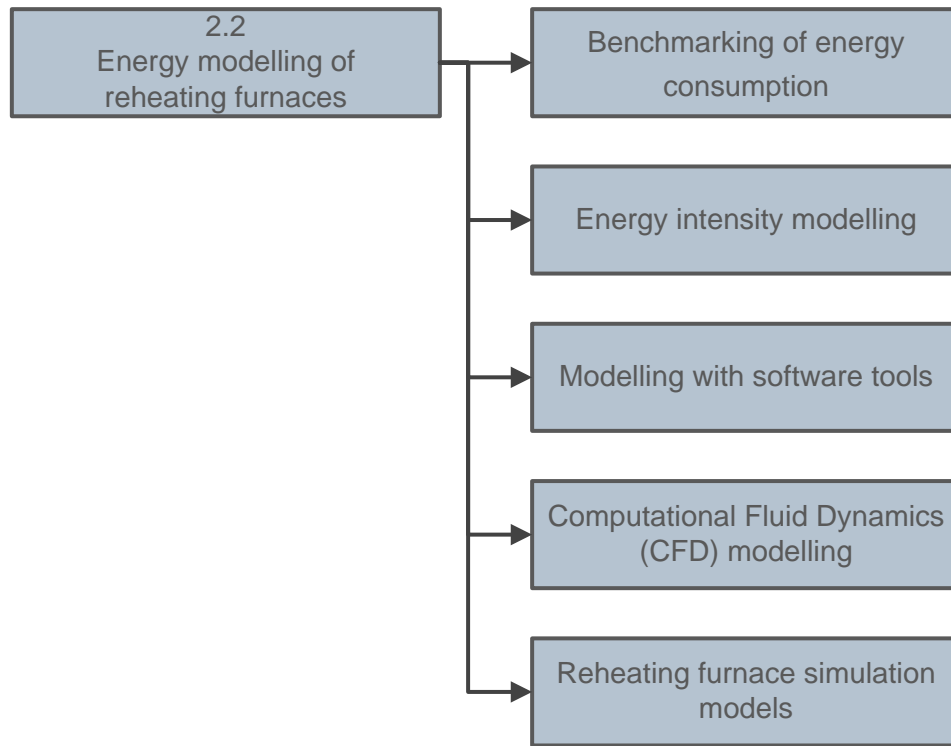 2.2
Energy modelling of
reheating furnaces
Benchmarking of energy
consumption
Energy intensity modelling
Modelling with software tools
Computational Fluid Dynamics
(CFD) modelling
Reheating furnace simulation
models